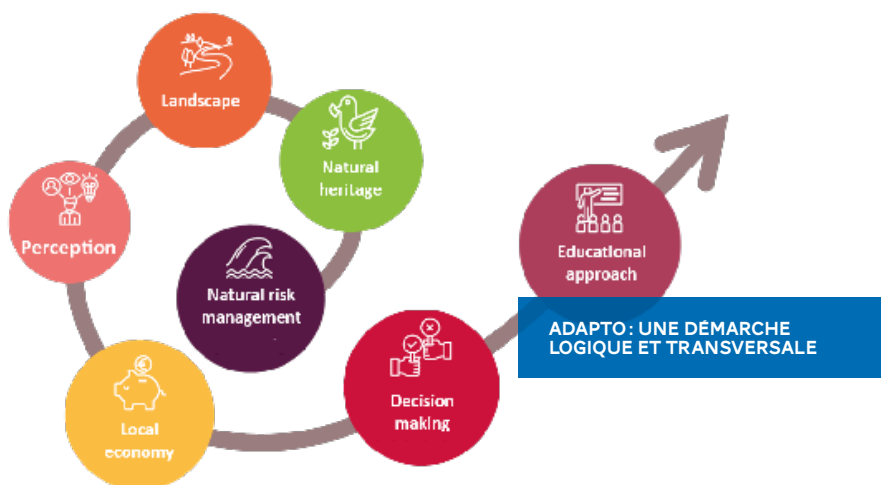 Landscape
Natural
heritage
Perception
Natural risk
management
Educational
approach
ADAPTO : UNE DÉMARCHE
LOGIQUE ET TRANSVERSALE
Decision
making
Local
economy